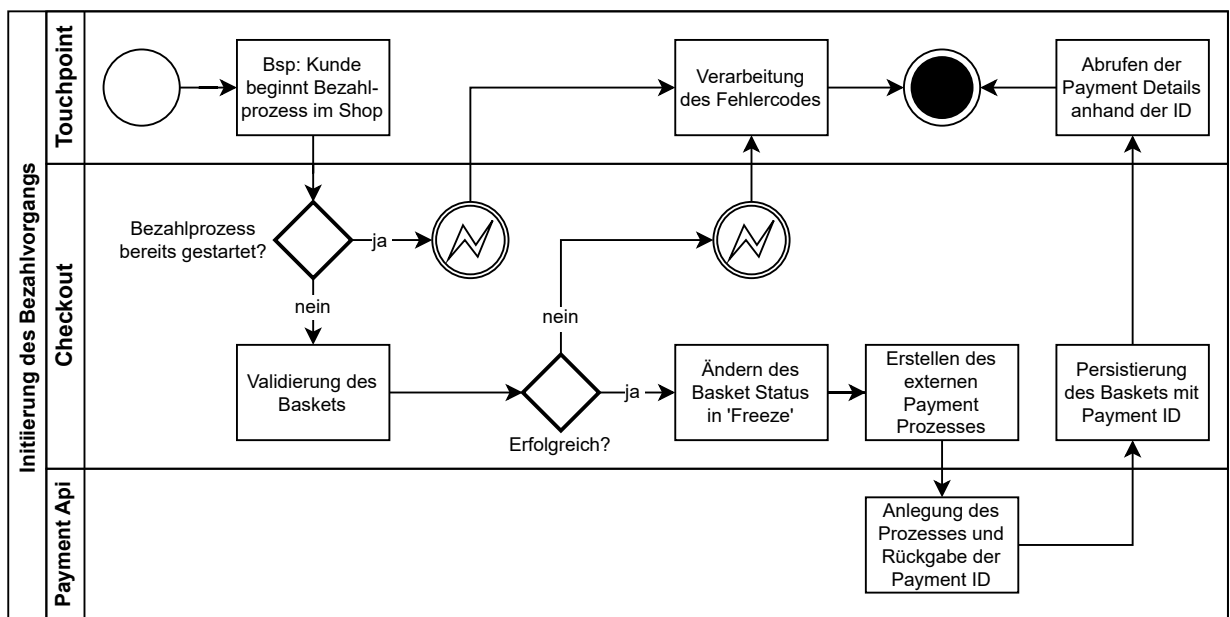 Initiierung des Bezahlvorgangs
Touchpoint
Bsp: Kunde
beginnt Bezahl-
prozess im Shop
Verarbeitung
des Fehlercodes
Abrufen der
Payment Details
anhand der ID
Checkout
Bezahlprozess
bereits gestartet?
ja
nein
Validierung des
Baskets
nein
Erfolgreich?
ja
Ändern des
Basket Status
in 'Freeze'
Erstellen des
externen
Payment
Prozesses
Persistierung
des Baskets mit
Payment ID
Payment Api
Anlegung des
Prozesses und
Rückgabe der
Payment ID